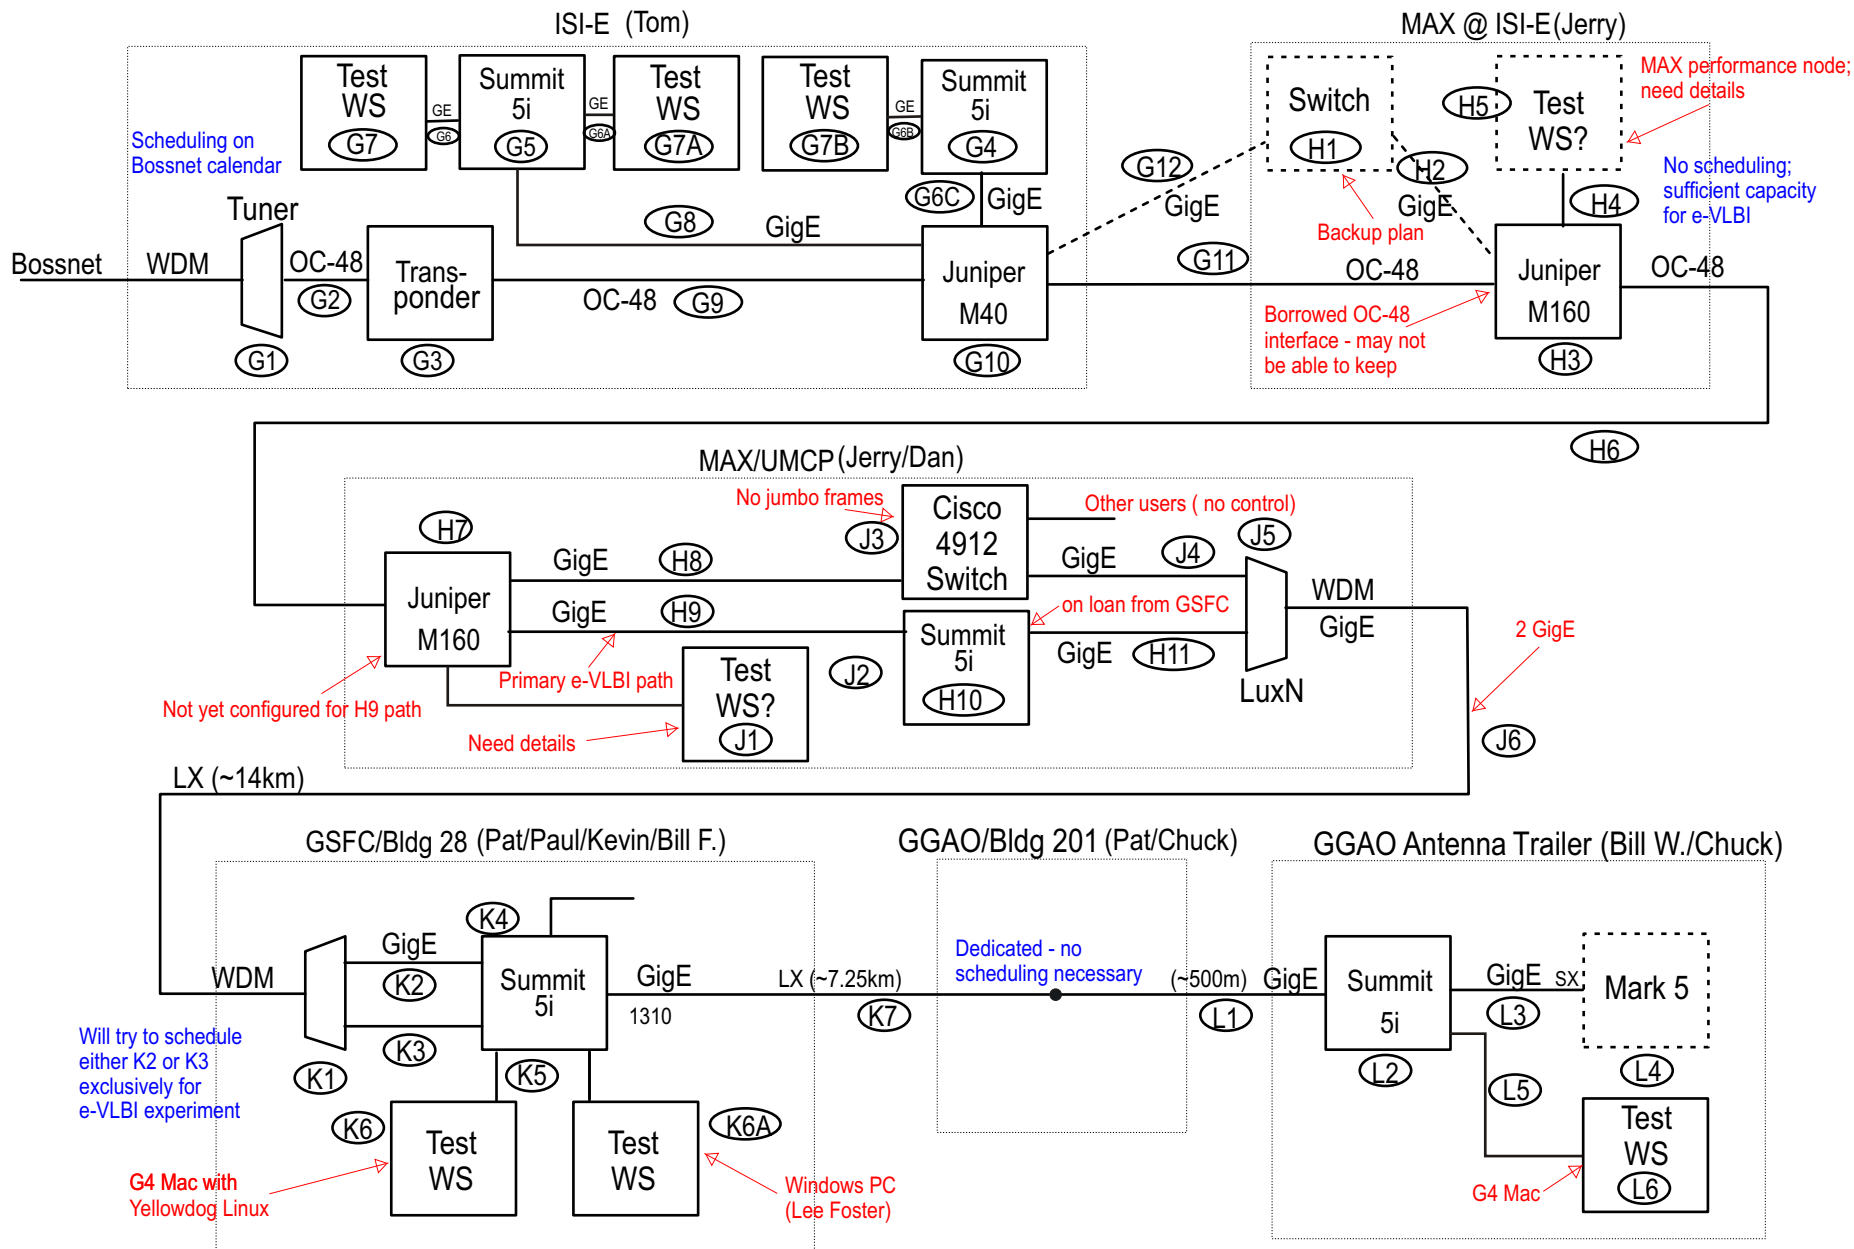 ISI-E (Tom)
MAX @ ISI-E(Jerry)
Test
WS
G7
GE
G6
Summit
5i
G5
GE
G6A
Test
WS
G7A
Test
WS
G7B
GE
G6B
Summit
5i
G4
Switch
H1
H5
Test
WS?
MAX performance node;
need details
Scheduling on
Bossnet calendar
G12
GigE
H2
GigE
H4
No scheduling;
sufficient capacity
for e-VLBI
Backup plan
G6C
GigE
G8
GigE
Tuner
Bossnet
WDM
OC-48
G2
G1
Trans-
ponder
G3
OC-48
G9
Juniper
M40
G10
G11
OC-48
Borrowed OC-48
interface - may not
be able to keep
Juniper
M160
H3
OC-48
H6
MAX/UMCP (Jerry/Dan)
No jumbo frames
J3
Cisco
4912
Switch
Other users ( no control)
J5
H7
Juniper
M160
GigE
H8
GigE
H9
GigE
J4
WDM
GigE
2 GigE
on loan from GSFC
Summit
5i
H10
GigE
H11
LuxN
Primary e-VLBI path
J2
Not yet configured for H9 path
Test
WS?
J1
Need details
J6
LX (~14km)
GSFC/Bldg 28 (Pat/Paul/Kevin/Bill F.)
GGAO/Bldg 201 (Pat/Chuck)
GGAO Antenna Trailer (Bill W./Chuck)
WDM
K1
GigE
K2
K3
K4
Summit
5i
K5
GigE
1310
LX (~7.25km)
K7
Dedicated - no
scheduling necessary
(~500m)
L1
GigE
Summit
5i
L2
GigE
SX
L3
Mark 5
L4
L5
Will try to schedule
either K2 or K3
exclusively for
e-VLBI experiment
K6
Test
WS
G4 Mac with
Yellowdog Linux
Test
WS
K6A
Windows PC
(Lee Foster)
G4 Mac
Test
WS
L6